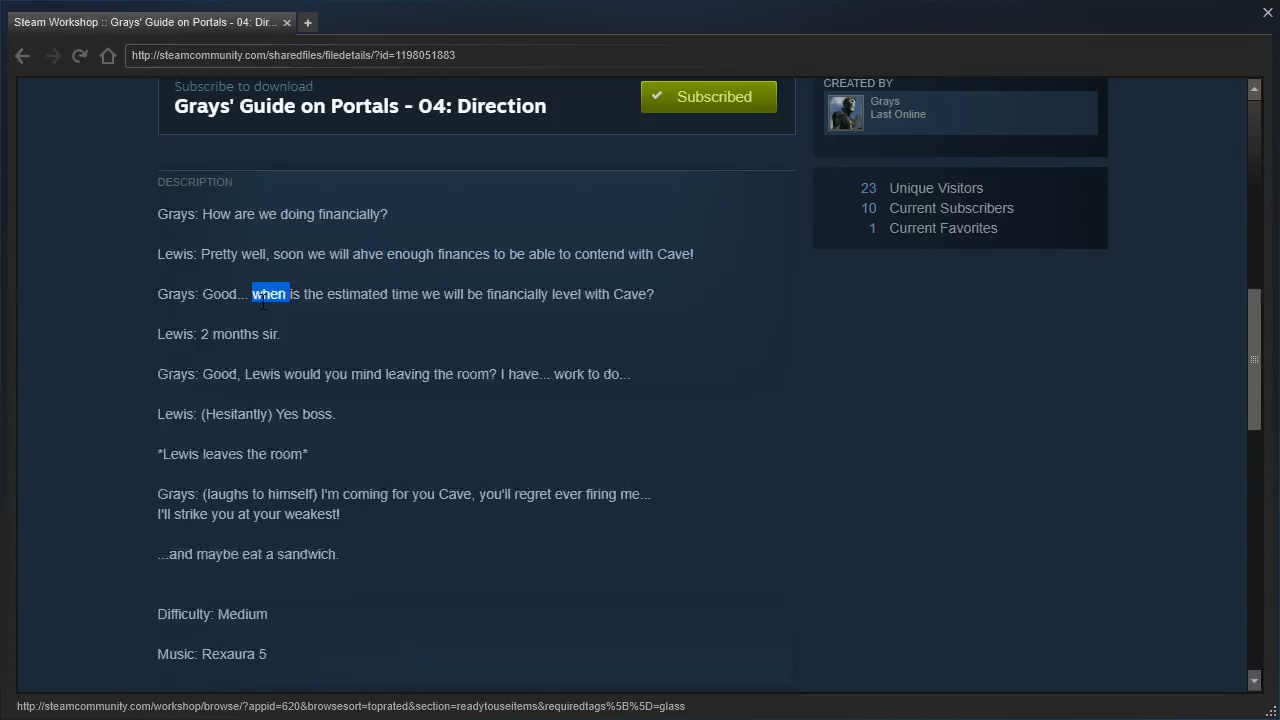 Steam Workshop :: Grays' Guide on Portals - 04: Dir...
http://steamcommunity.com/sharedfiles/filedetails/?id=1198051883
Subscribe to download
Grays' Guide on Portals - 04: Direction
Subscribed
CREATED BY
Grays
Last Online
23 Unique Visitors
10 Current Subscribers
1 Current Favorites
DESCRIPTION
Grays: How are we doing financially?
Lewis: Pretty well, soon we will ahve enough finances to be able to contend with Cave!
Grays: Good... when is the estimated time we will be financially level with Cave?
Lewis: 2 months sir.
Grays: Good, Lewis would you mind leaving the room? I have... work to do...
Lewis: (Hesitantly) Yes boss.
*Lewis leaves the room*
Grays: (laughs to himself) I'm coming for you Cave, you'll regret ever firing me...
I'll strike you at your weakest!
...and maybe eat a sandwich.
Difficulty: Medium
Music: Rexaura 5
http://steamcommunity.com/workshop/browse/?appid=620&browsesort=toprated&section=readytouseitems&requiredtags%5B%5D=glass